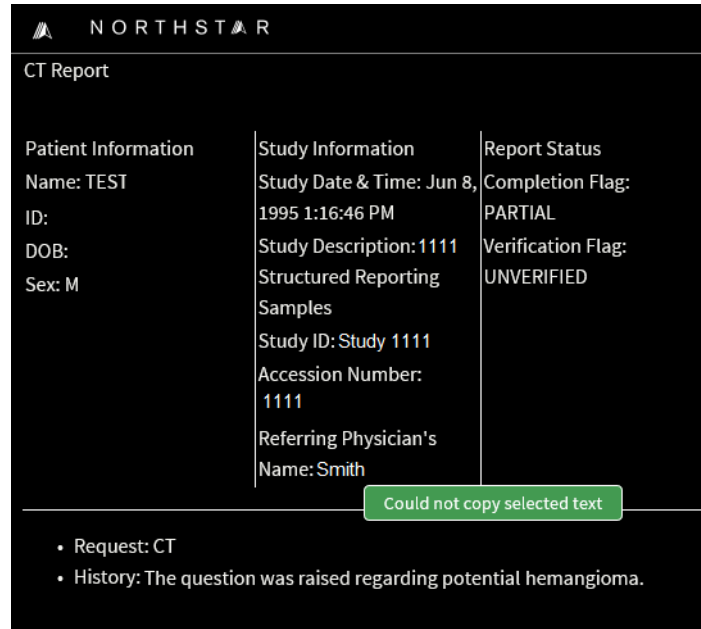 NORTHSTAR
CT Report
Patient Information
Name: TEST
ID:
DOB:
Sex: M
Study Information
Study Date & Time: Jun 8,
1995 1:16:46 PM
Study Description: 1111
Structured Reporting
Samples
Study ID: Study 1111
Accession Number:
1111
Referring Physician's
Name: Smith
Report Status
Completion Flag:
PARTIAL
Verification Flag:
UNVERIFIED
Could not copy selected text
• Request: CT
• History: The question was raised regarding potential hemangioma.